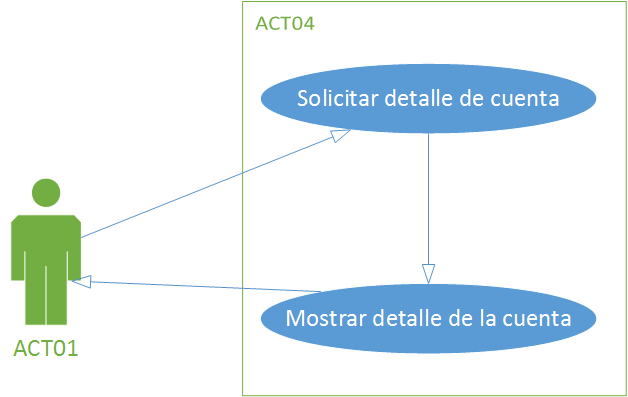 ACT04
Solicitar detalle de cuenta
Mostrar detalle de la cuenta
ACT01